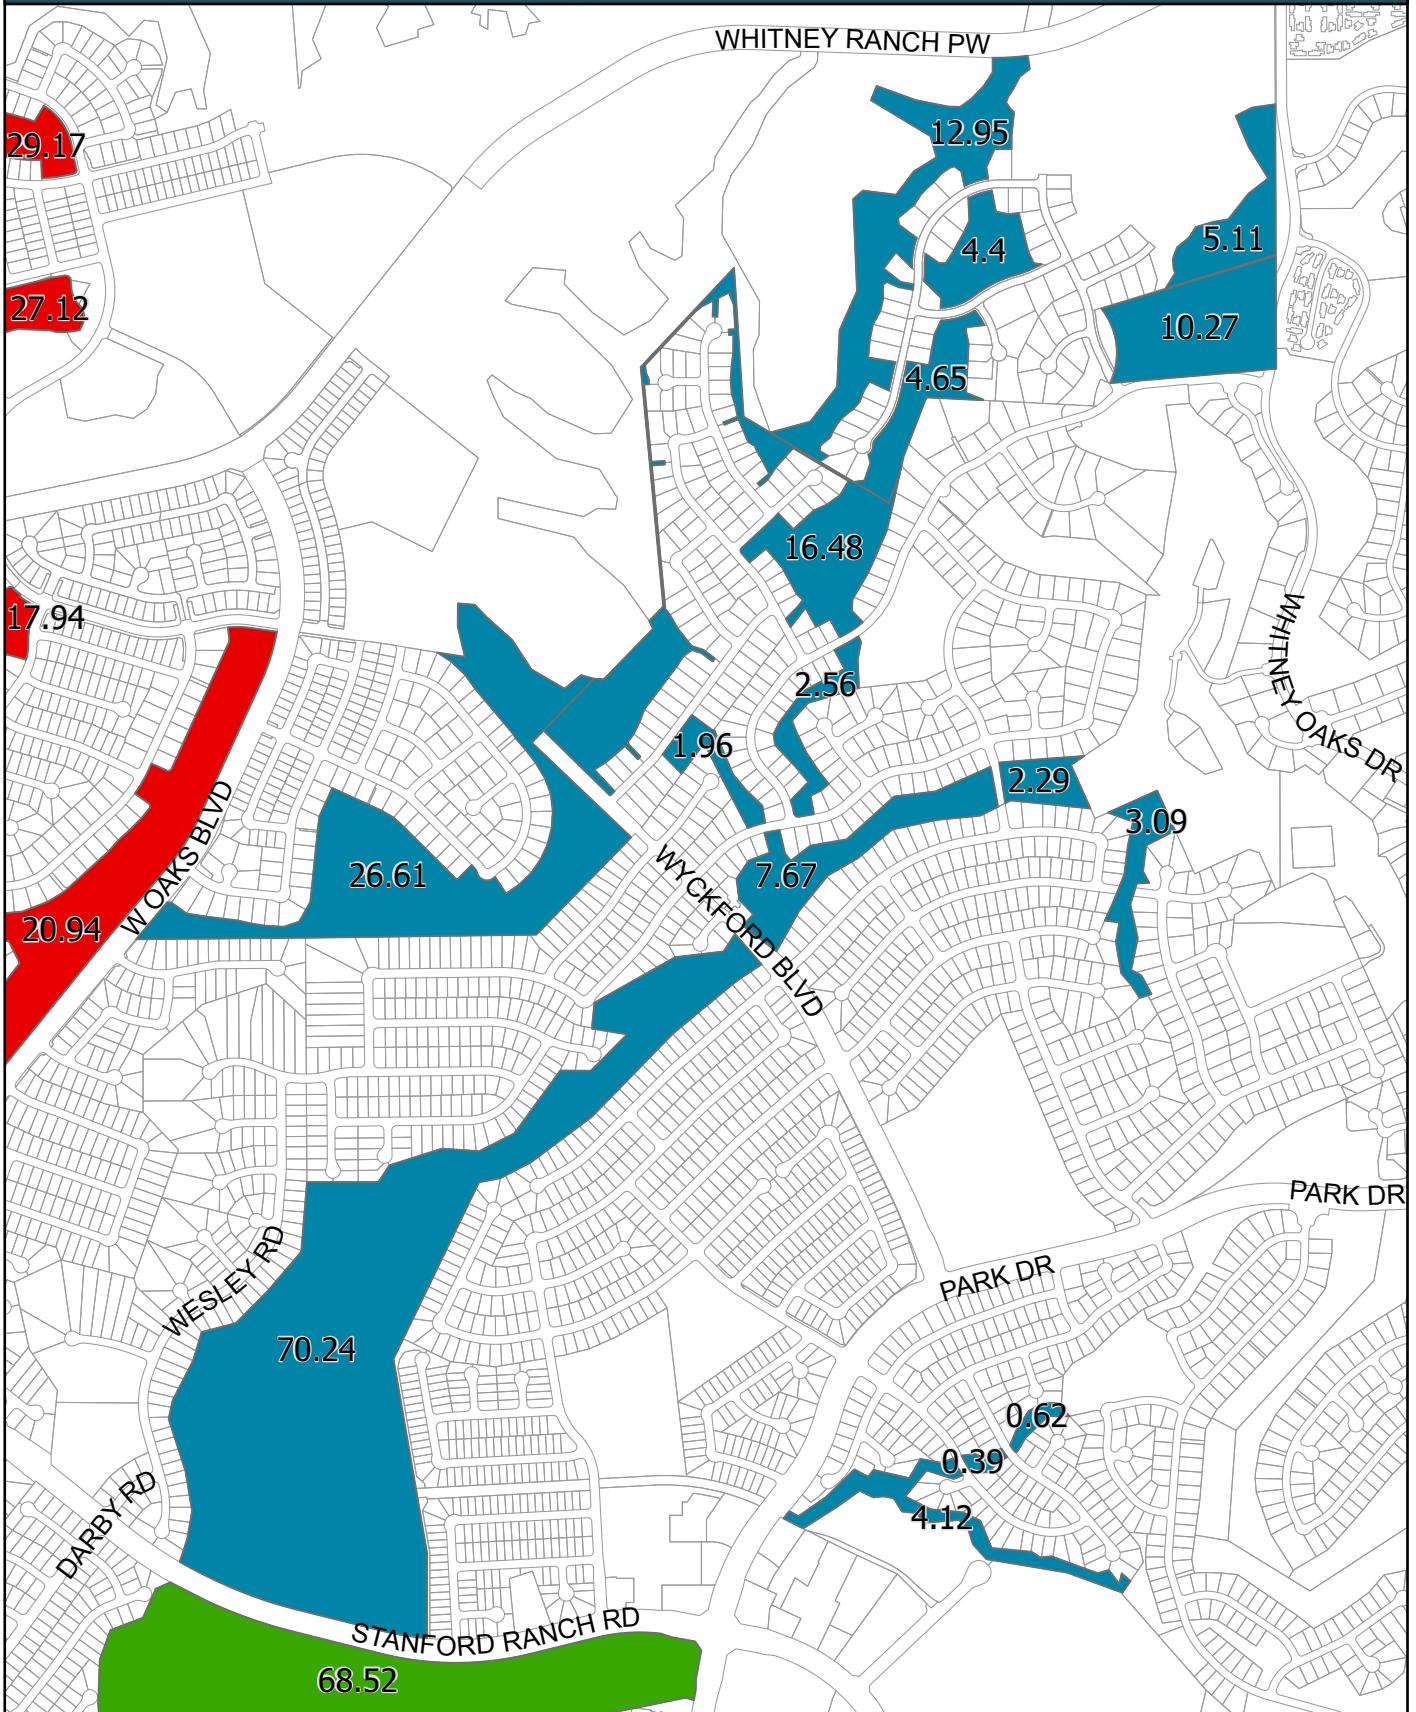 WHITNEY RANCH PW
12.95
29.17
5.11
4.4
27.12
10.27
4.65
16.48
17.94
WHITNEY OAKS DR
2.56
1.96
2.29
3.09
W OAKS BLVD
26.61
7.67
WYCKFORD BLVD
20.94
PARK DR
PARK DR
WESLEY RD
70.24
0.62
0.39
4.12
DARBY RD
STANFORD RANCH RD
68.52